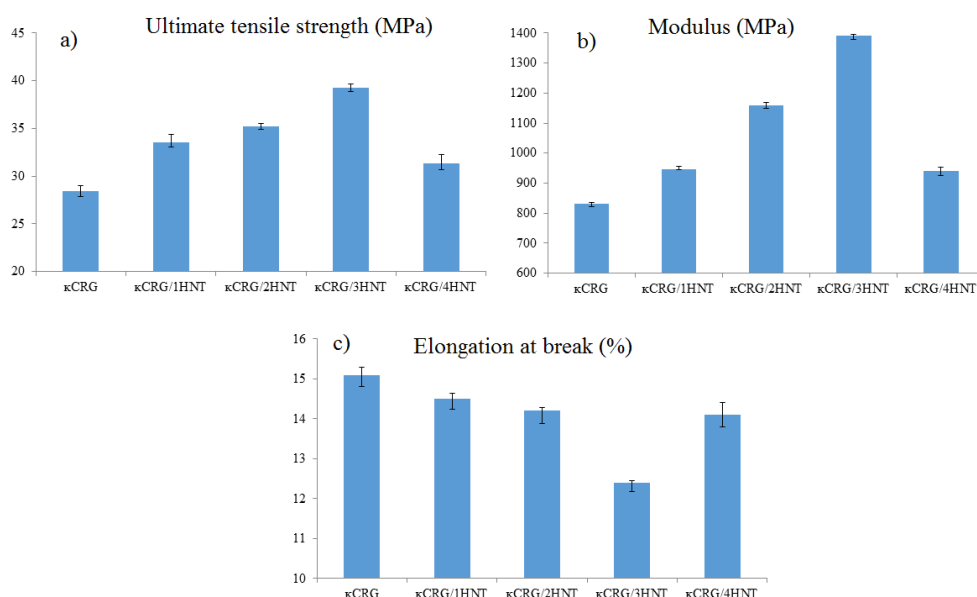 a)
Ultimate tensile strength (MPa)
45
40
35
30
25
20
κCRG κCRG/1HNT κCRG/2HNT κCRG/3HNT κCRG/4HNT
b)
Modulus (MPa)
1400
1300
1200
1100
1000
900
800
700
600
κCRG κCRG/1HNT κCRG/2HNT κCRG/3HNT κCRG/4HNT
c)
Elongation at break (%)
16
15
14
13
12
11
10
κCRG κCRG/1HNT κCRG/2HNT κCRG/3HNT κCRG/4HNT